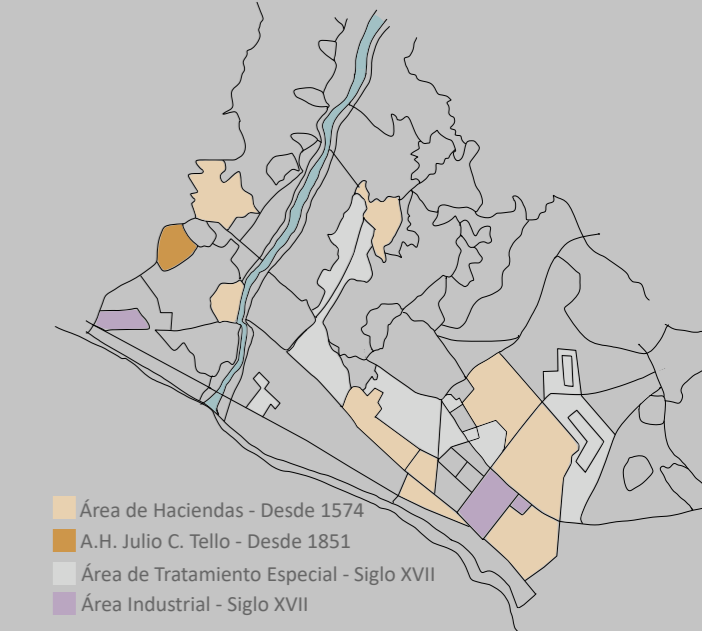 Área de Haciendas - Desde 1574
A.H. Julio C. Tello - Desde 1851
Área de Tratamiento Especial - Siglo XVII
Área Industrial - Siglo XVII